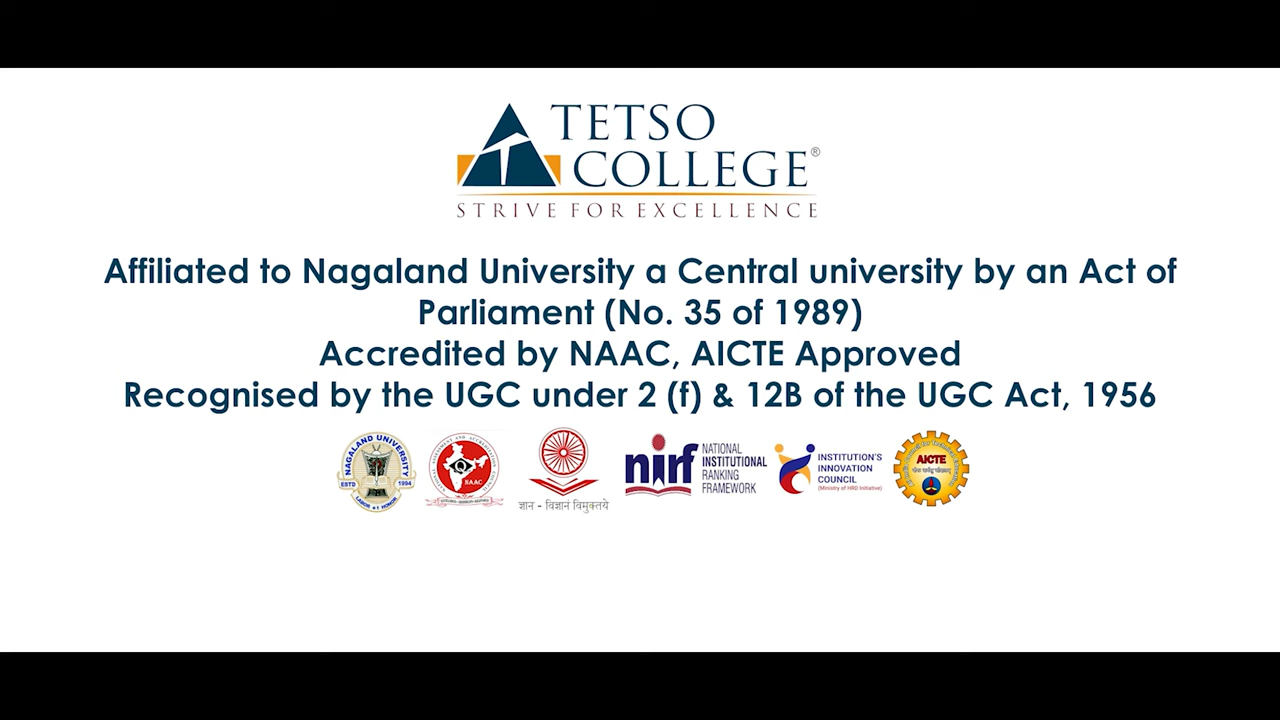 TETSO
COLLEGE®
STRIVE FOR EXCELLENCE
Affiliated to Nagaland University a Central university by an Act of
Parliament (No. 35 of 1989)
Accredited by NAAC, AICTE Approved
Recognised by the UGC under 2 (f) & 12B of the UGC Act, 1956
NAGALAND UNIVERSITY
ESTD 1994
NAAC
ज्ञान - विज्ञानं विमुक्तये
nirf
NATIONAL
INSTITUTIONAL
RANKING
FRAMEWORK
INSTITUTION'S
INNOVATION
COUNCIL
(Ministry of HRD Initiative)
AICTE